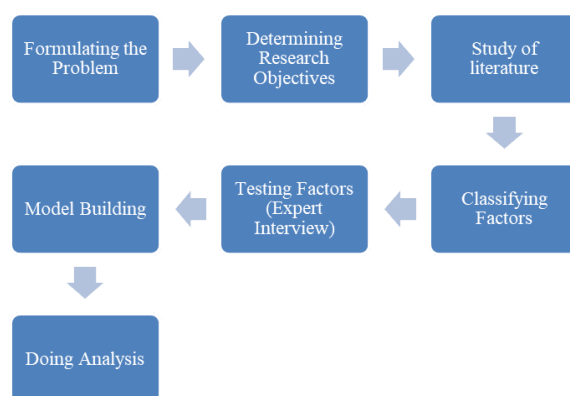 Formulating the
Problem
Determining
Research
Objectives
Study of
literature
Classifying
Factors
Testing Factors
(Expert
Interview)
Model Building
Doing Analysis